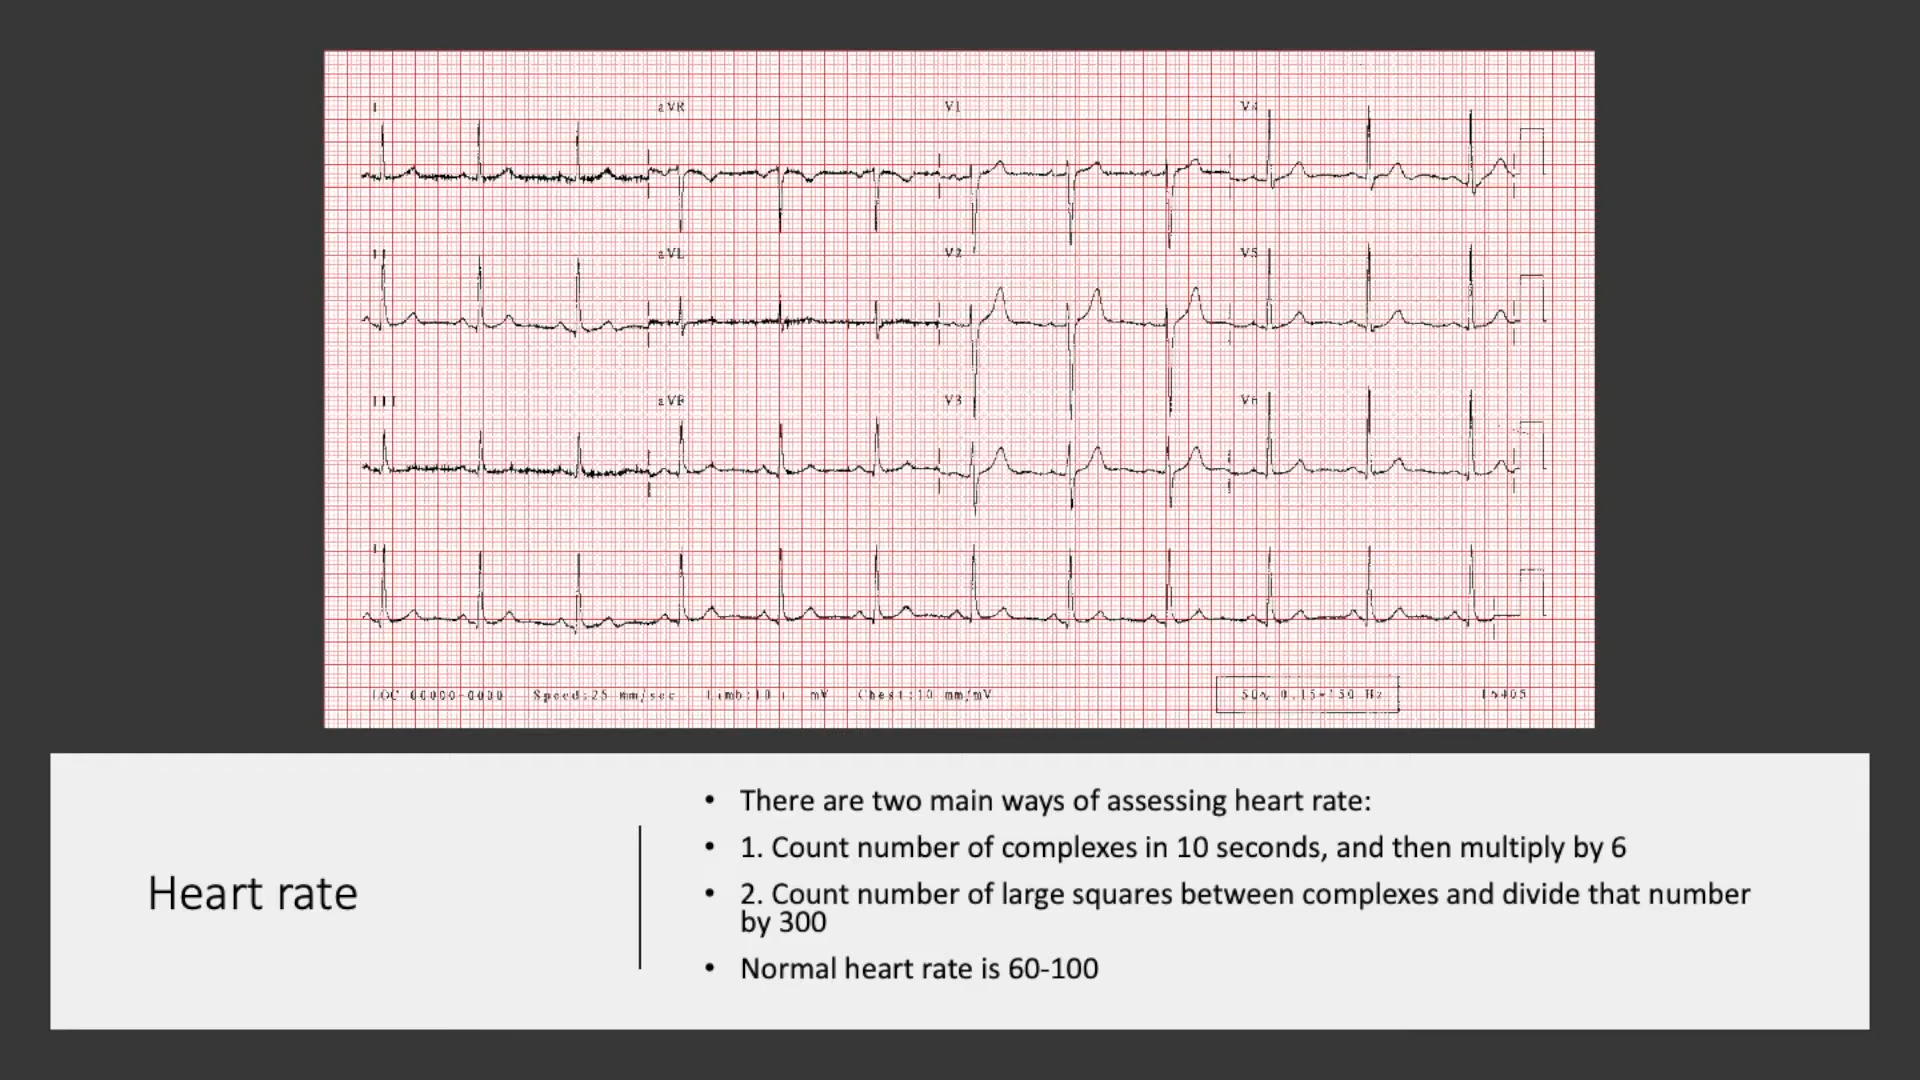 I aVR V1 V4
II aVL V2 V5
III aVF V3 V6
Speed:25 mm/sec Chest:10 mm/mV
Heart rate
• There are two main ways of assessing heart rate:
• 1. Count number of complexes in 10 seconds, and then multiply by 6
• 2. Count number of large squares between complexes and divide that number
by 300
• Normal heart rate is 60-100